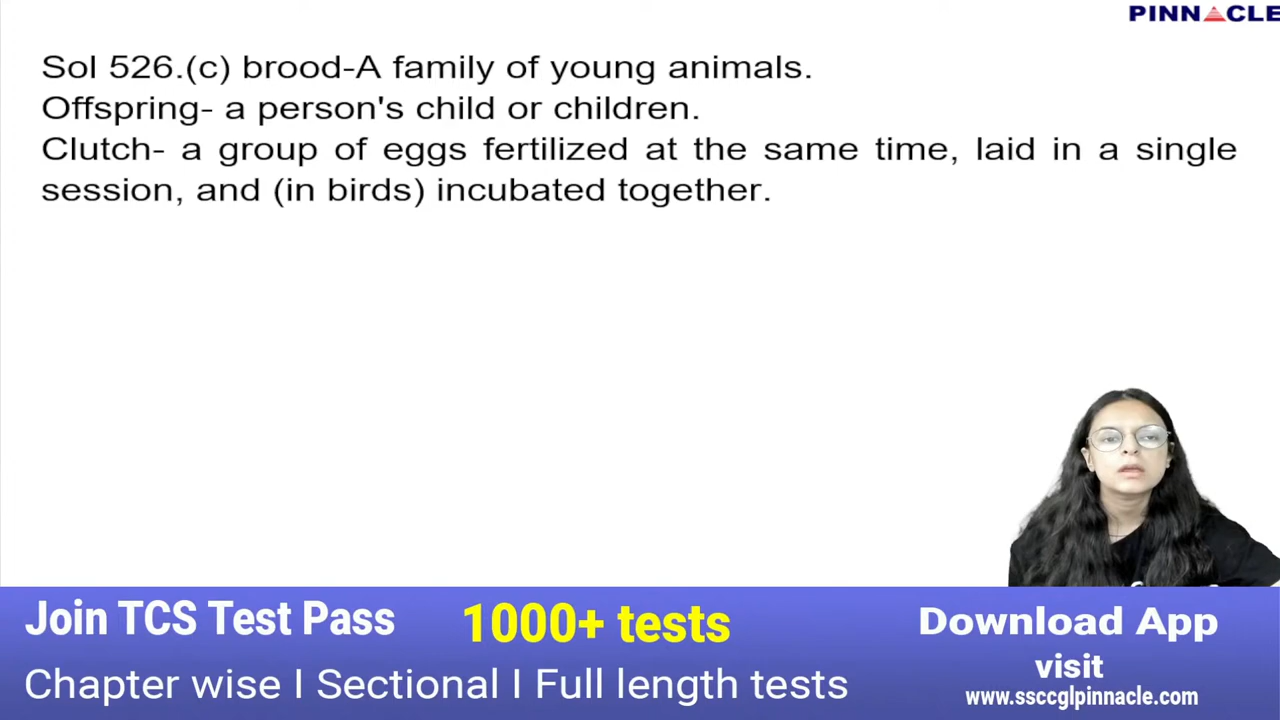 PINNACLE
Sol 526.(c) brood-A family of young animals.
Offspring- a person's child or children.
Clutch- a group of eggs fertilized at the same time, laid in a single
session, and (in birds) incubated together.
Join TCS Test Pass
1000+ tests
Chapter wise I Sectional I Full length tests
Download App
visit
www.ssccglpinnacle.com